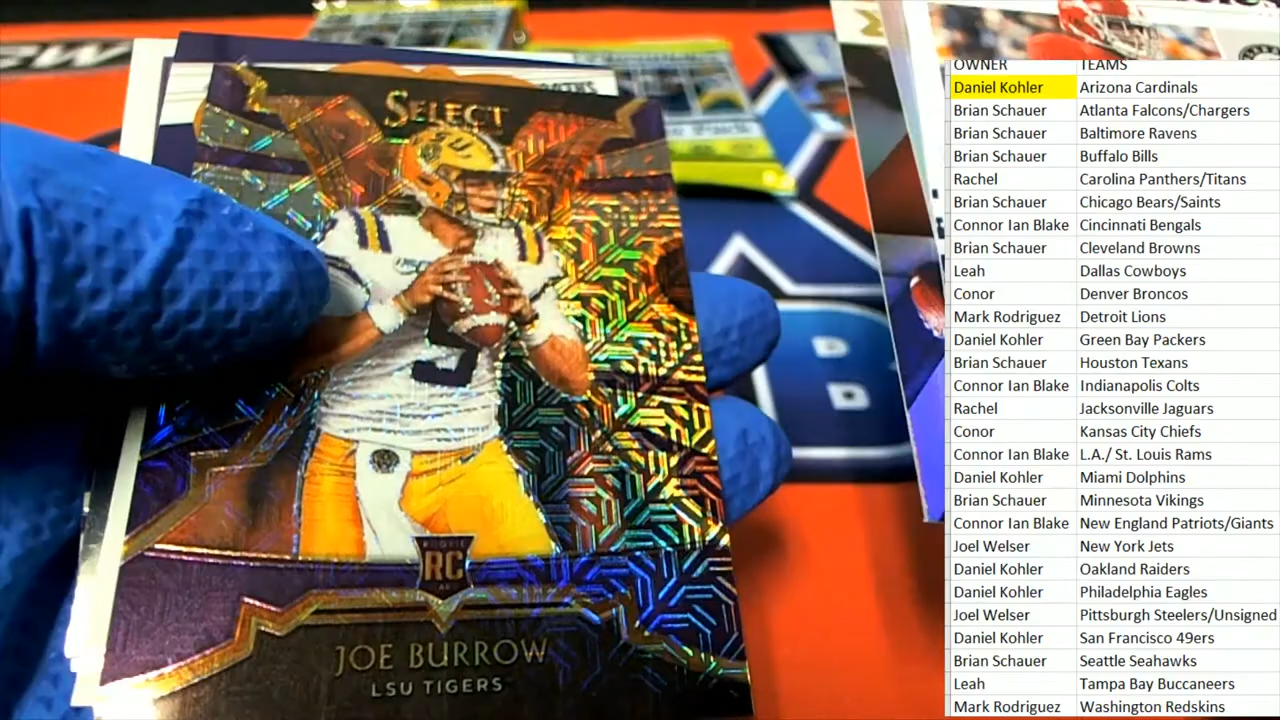 SELECT
5
ROOKIE
RC
JOE BURROW
LSU TIGERS
OWNER TEAMS
Daniel Kohler Arizona Cardinals
Brian Schauer Atlanta Falcons/Chargers
Brian Schauer Baltimore Ravens
Brian Schauer Buffalo Bills
Rachel Carolina Panthers/Titans
Brian Schauer Chicago Bears/Saints
Connor Ian Blake Cincinnati Bengals
Brian Schauer Cleveland Browns
Leah Dallas Cowboys
Conor Denver Broncos
Mark Rodriguez Detroit Lions
Daniel Kohler Green Bay Packers
Brian Schauer Houston Texans
Connor Ian Blake Indianapolis Colts
Rachel Jacksonville Jaguars
Conor Kansas City Chiefs
Connor Ian Blake L.A./ St. Louis Rams
Daniel Kohler Miami Dolphins
Brian Schauer Minnesota Vikings
Connor Ian Blake New England Patriots/Giants
Joel Welser New York Jets
Daniel Kohler Oakland Raiders
Daniel Kohler Philadelphia Eagles
Joel Welser Pittsburgh Steelers/Unsigned
Daniel Kohler San Francisco 49ers
Brian Schauer Seattle Seahawks
Leah Tampa Bay Buccaneers
Mark Rodriguez Washington Redskins